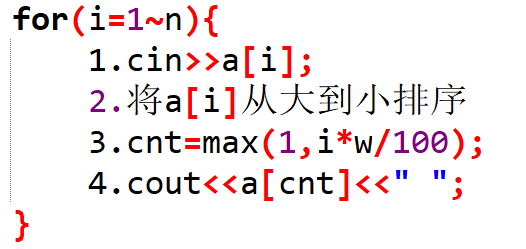 for(i=1~n){
1.cin>>a[i];
2.将a[i]从大到小排序
3.cnt=max(1,i*w/100);
4.cout<<a[cnt]<<" ";
}